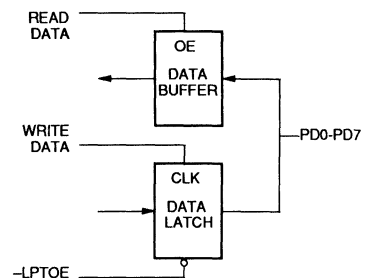 READ
DATA
OE
DATA
BUFFER
WRITE
DATA
PD0-PD7
CLK
DATA
LATCH
–LPTOE